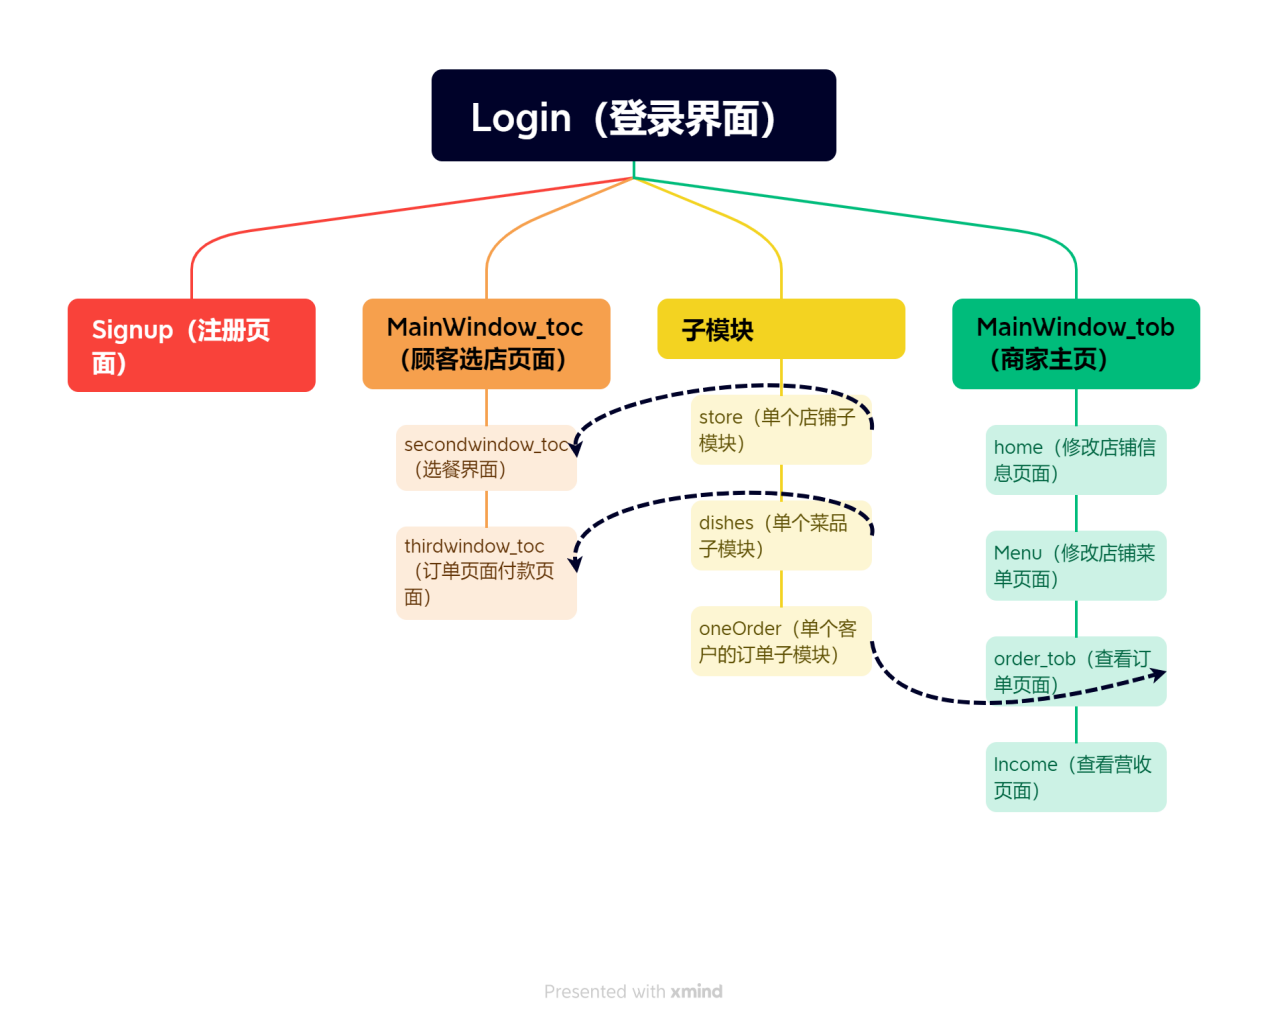 Login（登录界面）
Signup（注册页
面）
MainWindow_toc
（顾客选店页面）
secondwindow_toc
（选餐界面）
thirdwindow_toc
（订单页面付款页
面）
子模块
store（单个店铺子
模块）
dishes（单个菜品
子模块）
oneOrder（单个客
户的订单子模块）
MainWindow_tob
（商家主页）
home（修改店铺信
息页面）
Menu（修改店铺菜
单页面）
order_tob（查看订
单页面）
Income（查看营收
页面）
Presented with xmind